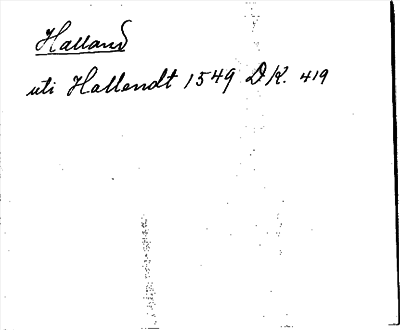 Halland
uti Hallendt 1549 DK. 419